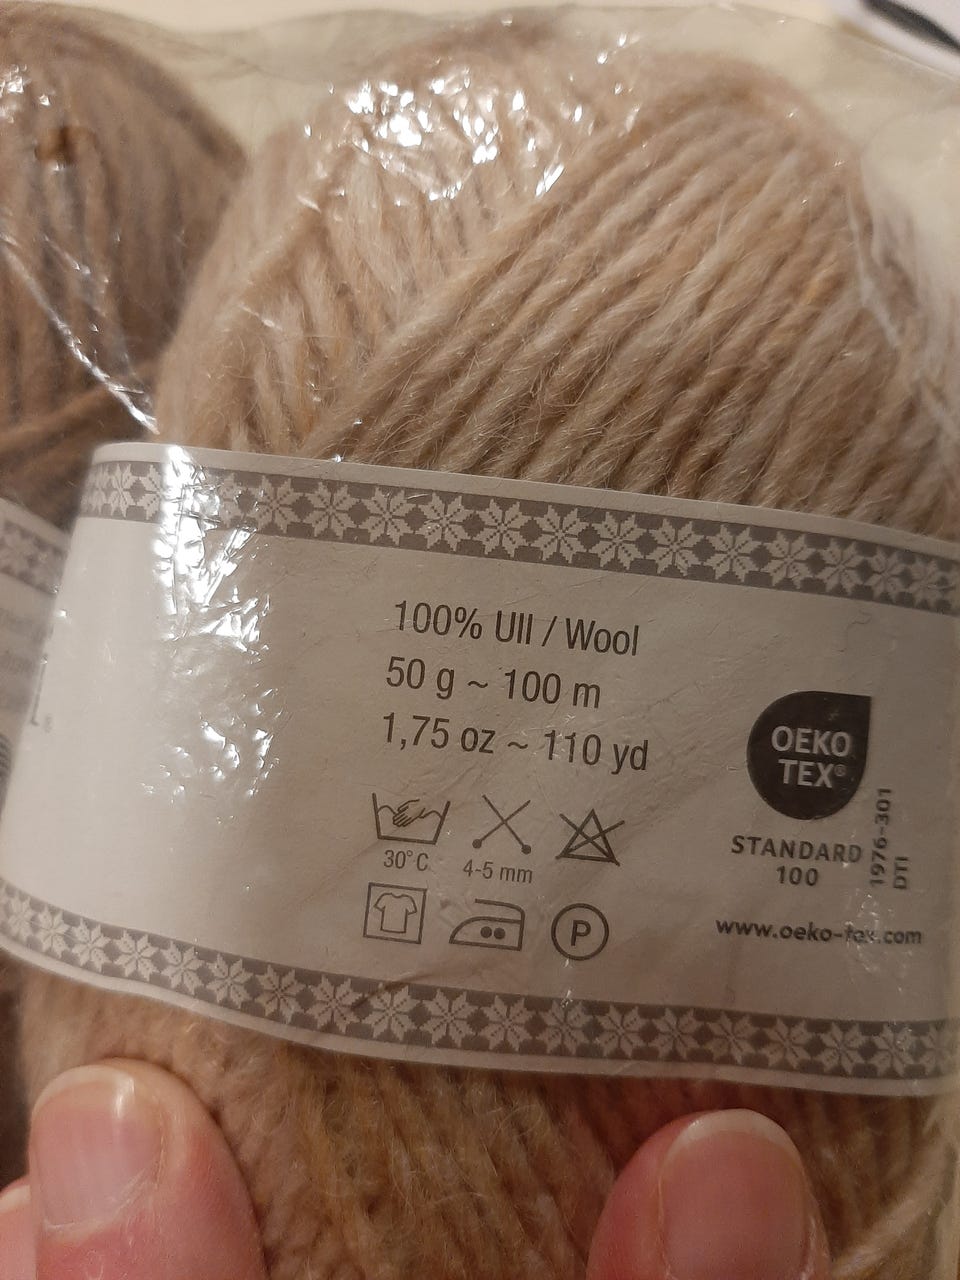 100% Ull / Wool
50 g ~ 100 m
1,75 oz ~ 110 yd
30°C
4-5 mm
P
OEKO
TEX®
STANDARD
100
1976-301
DTI
www.oeko-tex.com